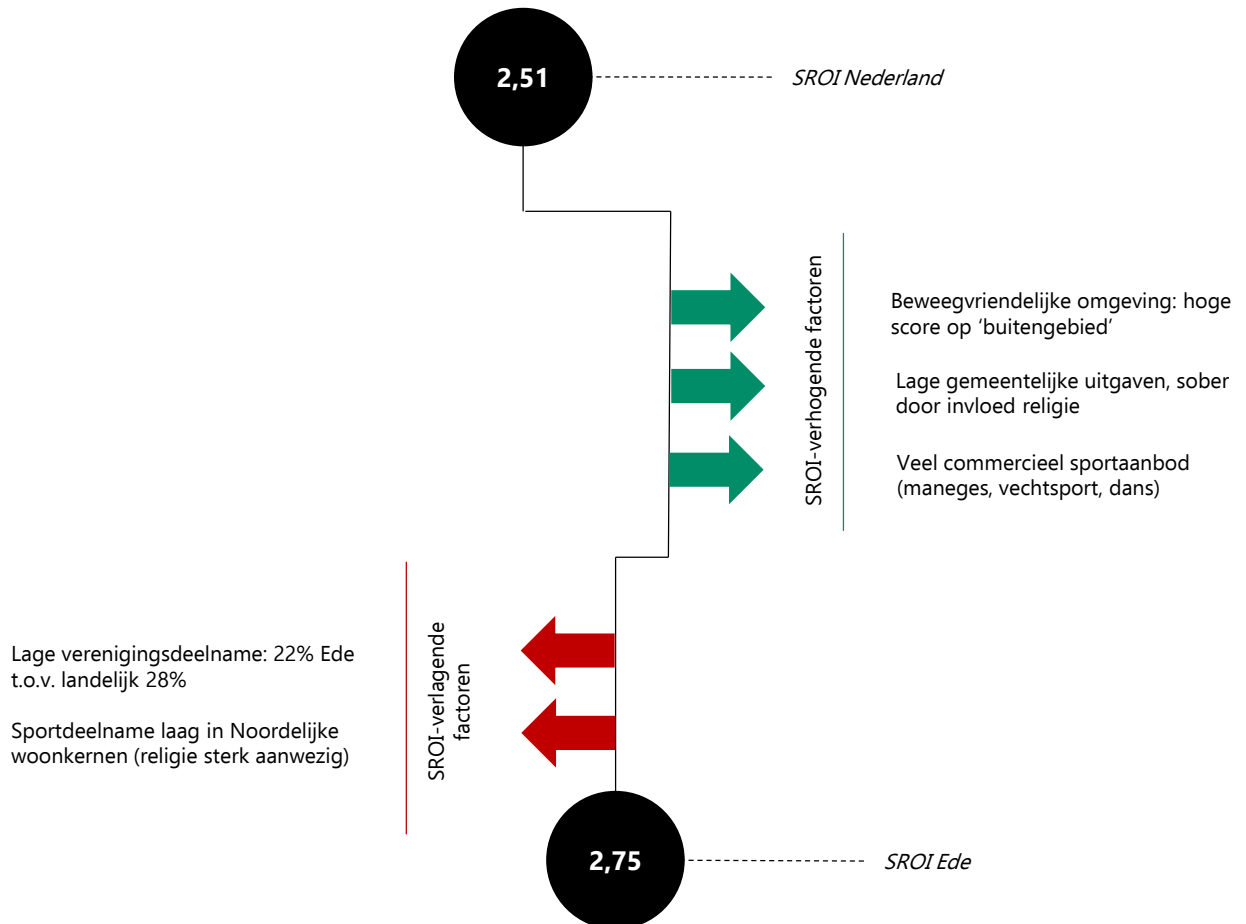 2,51
SROI Nederland
SROI-verhogende factoren
Beweegvriendelijke omgeving: hoge
score op ‘buitengebied’
Lage gemeentelijke uitgaven, sober
door invloed religie
Veel commercieel sportaanbod
(maneges, vechtsport, dans)
Lage verenigingsdeelname: 22% Ede
t.o.v. landelijk 28%
Sportdeelname laag in Noordelijke
woonkernen (religie sterk aanwezig)
SROI-verlagende
factoren
2,75
SROI Ede